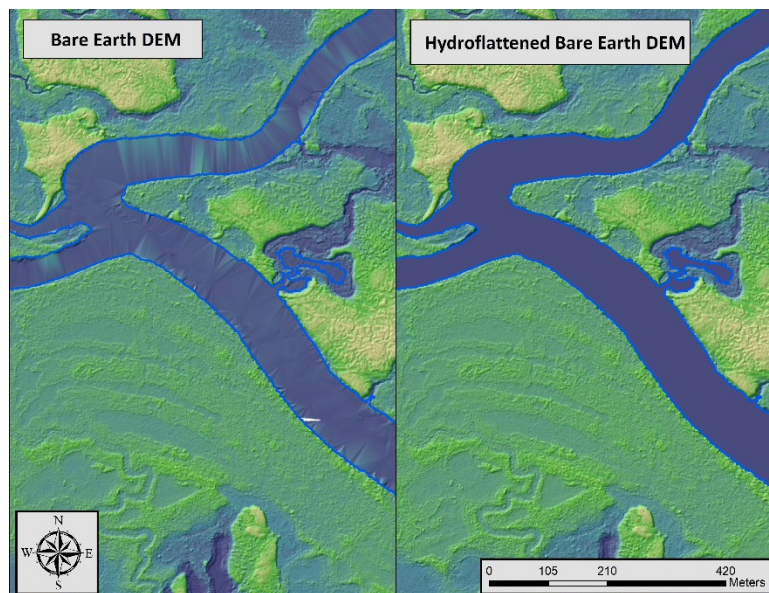 Bare Earth DEM
Hydroflattened Bare Earth DEM
N
W E
S
0 105 210 420
Meters